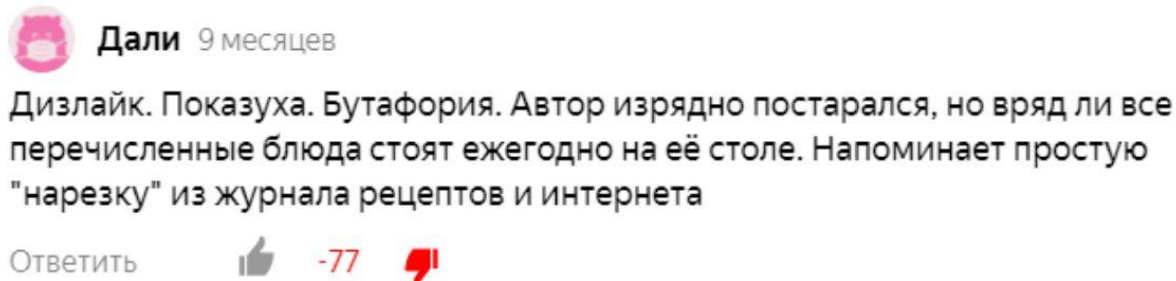 Дали 9 месяцев
Дизлайк. Показуха. Бутафория. Автор изрядно постарался, но вряд ли все
перечисленные блюда стоят ежегодно на её столе. Напоминает простую
"нарезку" из журнала рецептов и интернета
Ответить -77